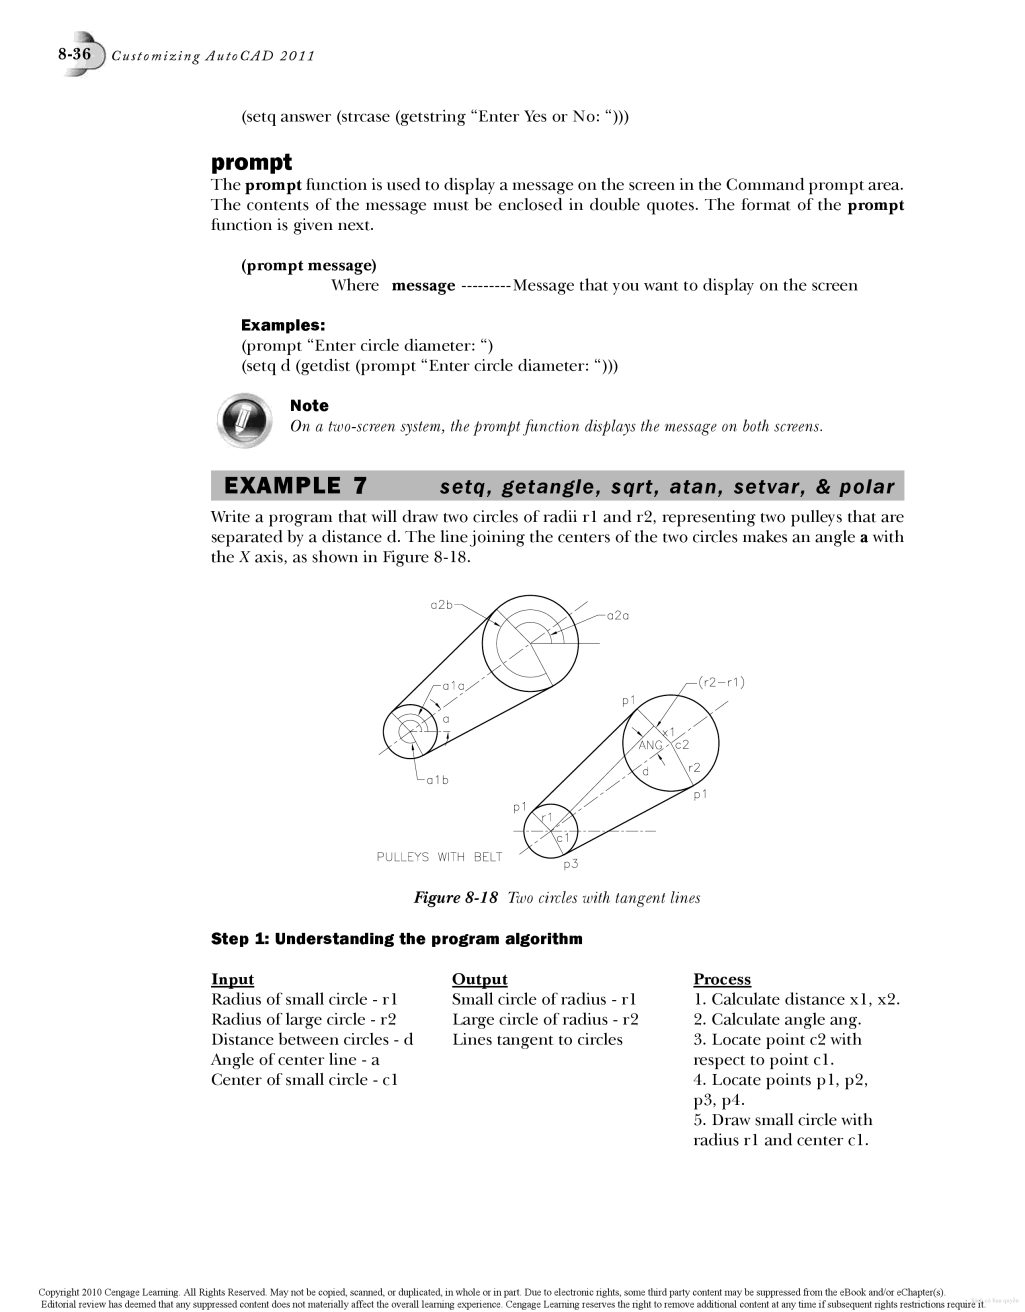 8-36 Customizing AutoCAD 2011
(setq answer (strcase (getstring “Enter Yes or No: “)))
prompt
The prompt function is used to display a message on the screen in the Command prompt area.
The contents of the message must be enclosed in double quotes. The format of the prompt
function is given next.
(prompt message)
Where message ---------Message that you want to display on the screen
Examples:
(prompt “Enter circle diameter: “)
(setq d (getdist (prompt “Enter circle diameter: “)))
Note
On a two-screen system, the prompt function displays the message on both screens.
EXAMPLE 7 setq, getangle, sqrt, atan, setvar, & polar
Write a program that will draw two circles of radii r1 and r2, representing two pulleys that are
separated by a distance d. The line joining the centers of the two circles makes an angle a with
the X axis, as shown in Figure 8-18.
a2b
a2a
a1a
a
a1b
(r2-r1)
p1
x1
ANG c2
d r2
p1
p1
r1
c1
p3
PULLEYS WITH BELT
Figure 8-18 Two circles with tangent lines
Step 1: Understanding the program algorithm
Input Output Process
Radius of small circle - r1 Small circle of radius - r1 1. Calculate distance x1, x2.
Radius of large circle - r2 Large circle of radius - r2 2. Calculate angle ang.
Distance between circles - d Lines tangent to circles 3. Locate point c2 with
Angle of center line - a respect to point c1.
Center of small circle - c1 4. Locate points p1, p2,
p3, p4.
5. Draw small circle with
radius r1 and center c1.
Copyright 2010 Cengage Learning. All Rights Reserved. May not be copied, scanned, or duplicated, in whole or in part. Due to electronic rights, some third party content may be suppressed from the eBook and/or eChapter(s).
Editorial review has deemed that any suppressed content does not materially affect the overall learning experience. Cengage Learning reserves the right to remove additional content at any time if subsequent rights restrictions require it.